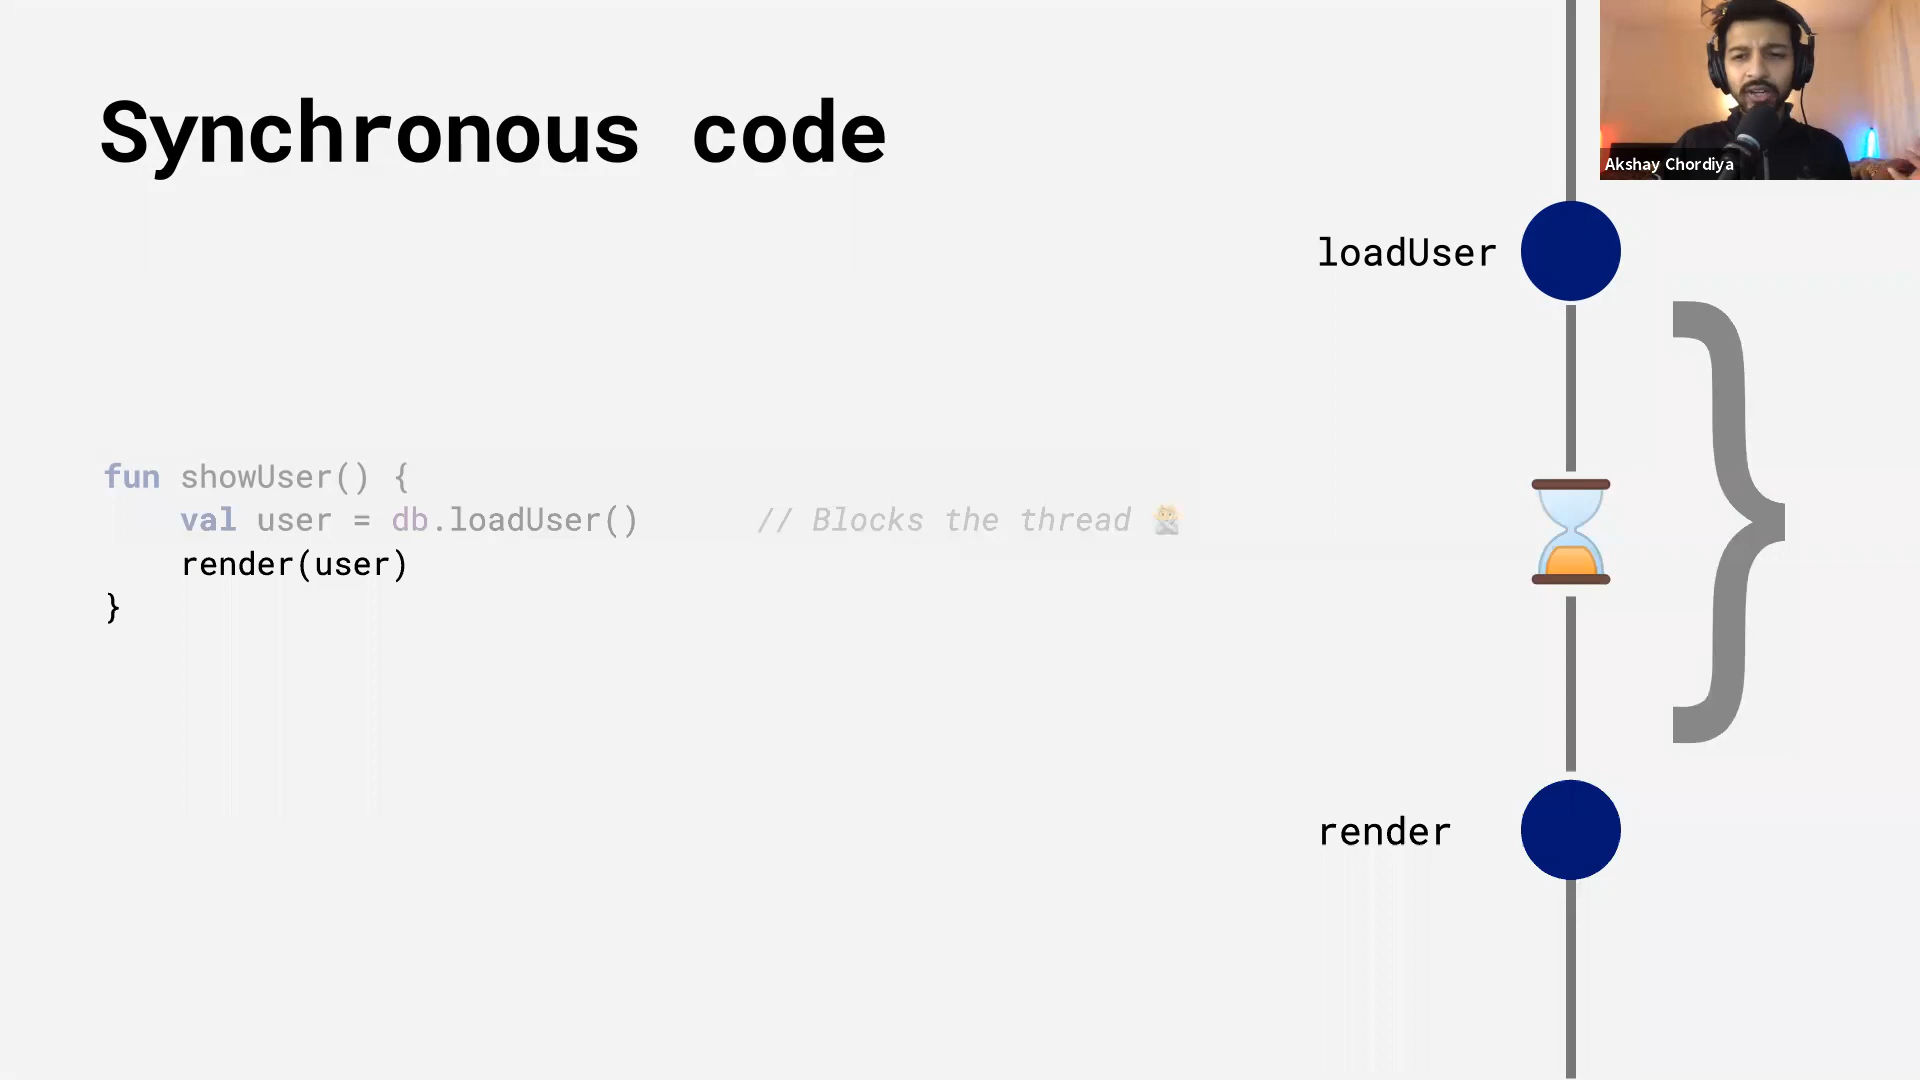 Synchronous code
Akshay Chordiya
loadUser
fun showUser() {
val user = db.loadUser() // Blocks the thread 🙅🏼
render(user)
}
render